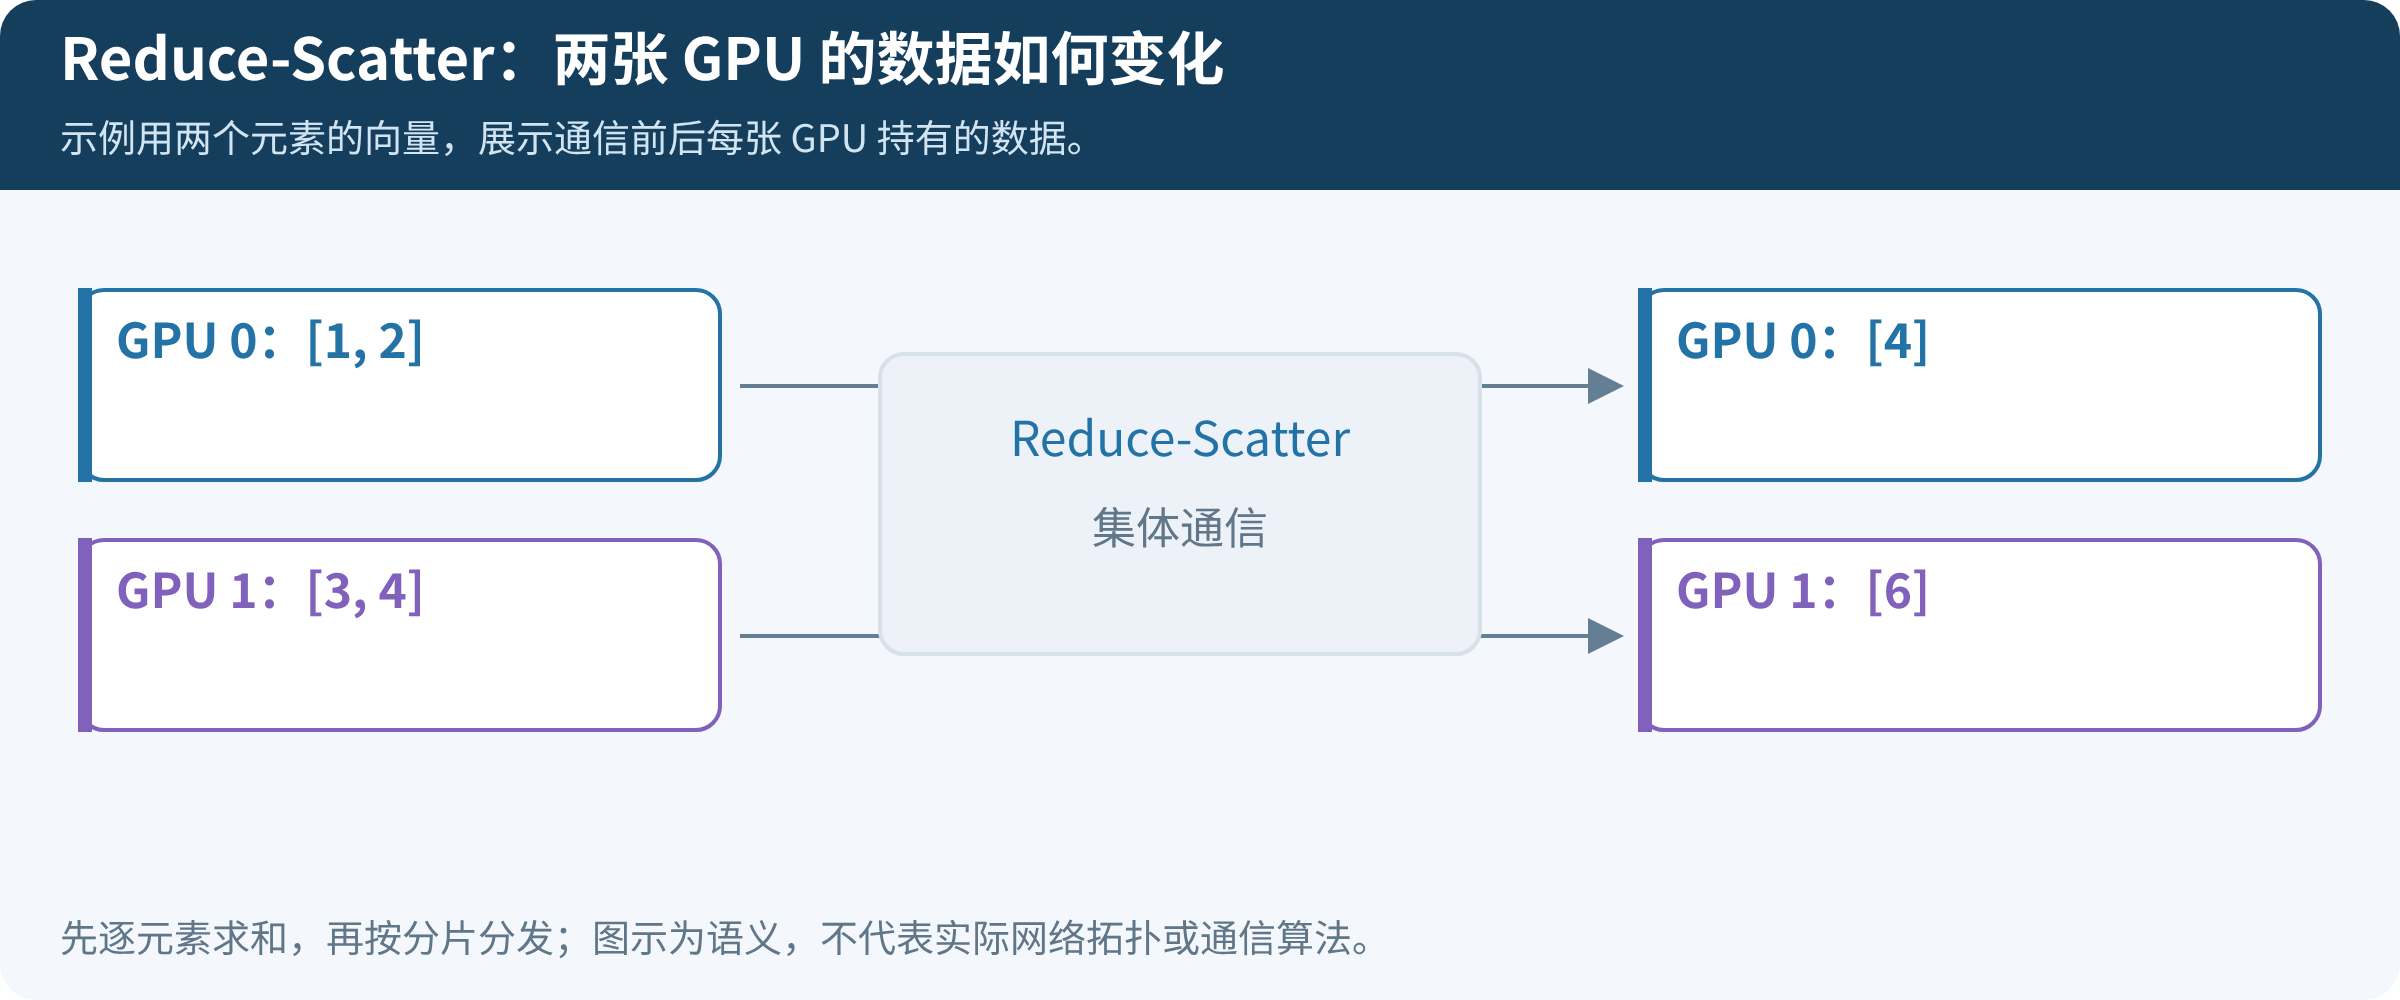 Reduce-Scatter：两张 GPU 的数据如何变化
示例用两个元素的向量，展示通信前后每张 GPU 持有的数据。
GPU 0：[1, 2]
GPU 0：[4]
Reduce-Scatter
集体通信
GPU 1：[3, 4]
GPU 1：[6]
先逐元素求和，再按分片分发；图示为语义，不代表实际网络拓扑或通信算法。